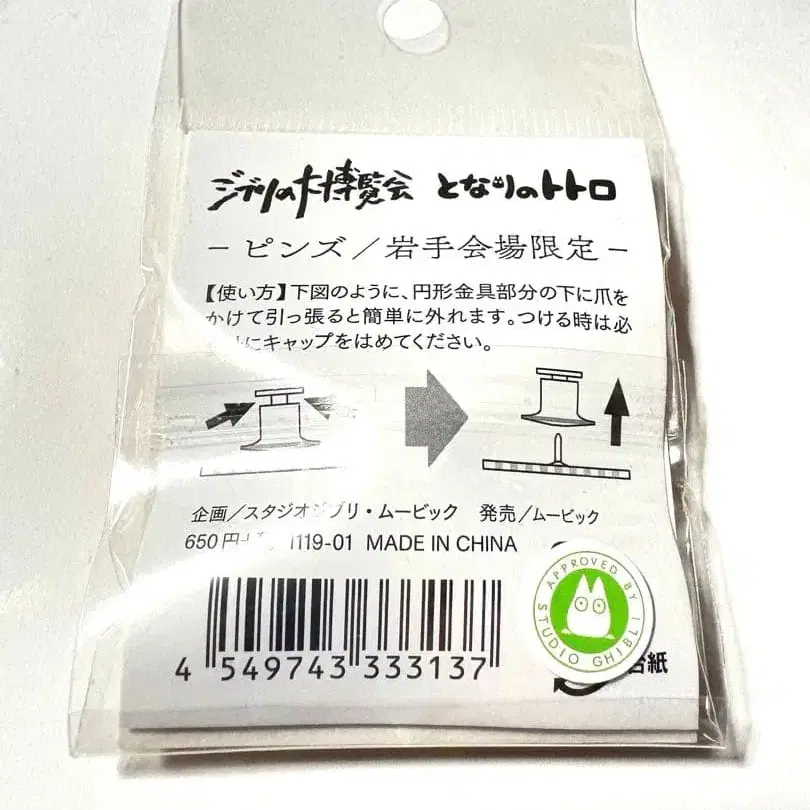 ジブリの大博覧会 となりのトトロ
- ピンズ／岩手会場限定 -
【使い方】下図のように、円形金具部分の下に爪を
かけて引っ張ると簡単に外れます。つける時は必
にキャップをはめてください。
企画／スタジオジブリ・ムービック 発売／ムービック
650円 1119-01 MADE IN CHINA
APPROVED BY STUDIO GHIBLI
4 549743 333137
台紙